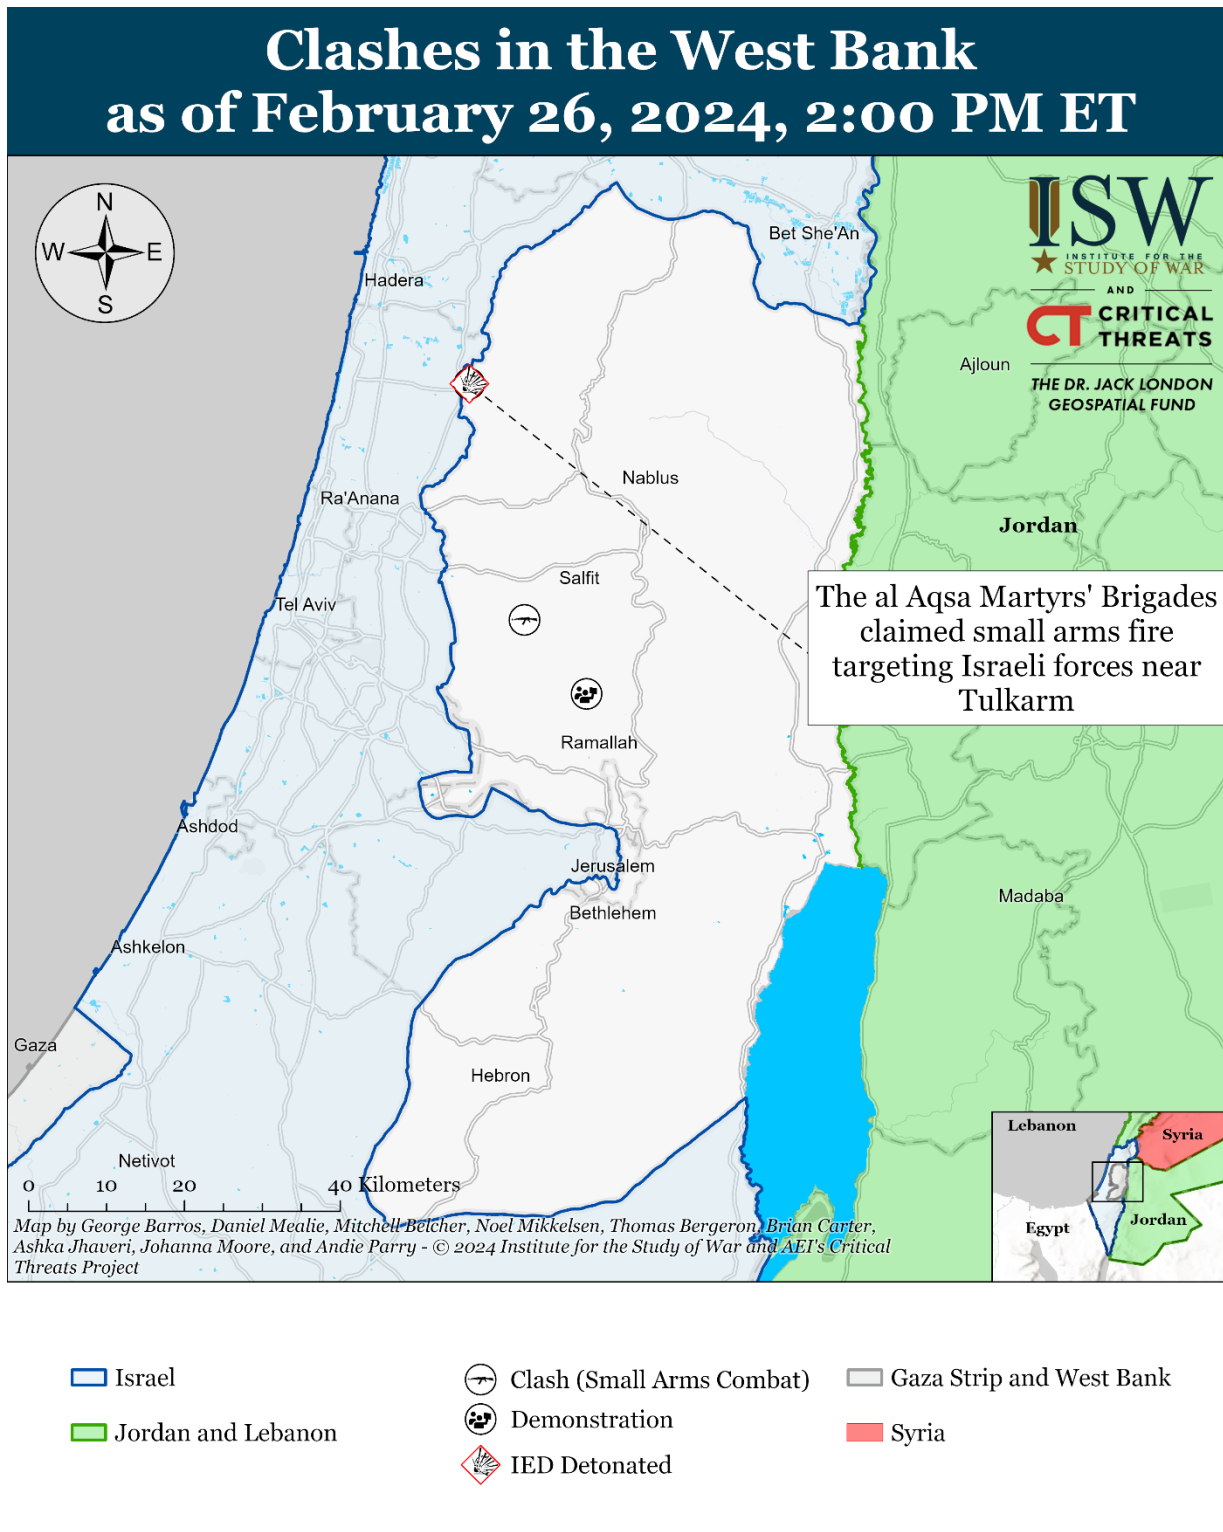 Clashes in the West Bank
as of February 26, 2024, 2:00 PM ET
N
W
E
S
ISW
INSTITUTE FOR THE
STUDY OF WAR
AND
CT CRITICAL
THREATS
THE DR. JACK LONDON
GEOSPATIAL FUND
Bet She'An
Hadera
Ajloun
Nablus
Ra'Anana
Jordan
Salfit
Tel Aviv
The al Aqsa Martyrs' Brigades
claimed small arms fire
targeting Israeli forces near
Tulkarm
Ramallah
Ashdod
Jerusalem
Madaba
Bethlehem
Ashkelon
Gaza
Hebron
Netivot
0 10 20 40 Kilometers
Map by George Barros, Daniel Mealie, Mitchell Belcher, Noel Mikkelsen, Thomas Bergeron, Brian Carter,
Ashka Jhaveri, Johanna Moore, and Andie Parry - © 2024 Institute for the Study of War and AEI's Critical
Threats Project
Lebanon
Syria
Egypt
Jordan
Israel
Jordan and Lebanon
Clash (Small Arms Combat)
Demonstration
IED Detonated
Gaza Strip and West Bank
Syria